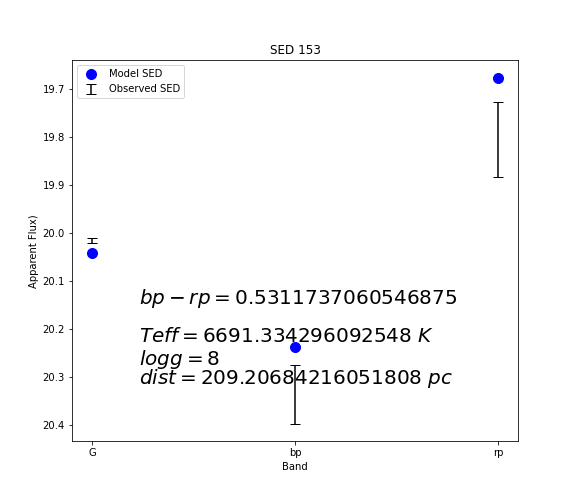 SED 153
Model SED
Observed SED
19.7
19.8
19.9
20.0
20.1
20.2
20.3
20.4
Apparent Flux)
bp − rp = 0.5311737060546875
Teff = 6691.334296092548 K
logg = 8
dist = 209.20684216051808 pc
G bp rp
Band